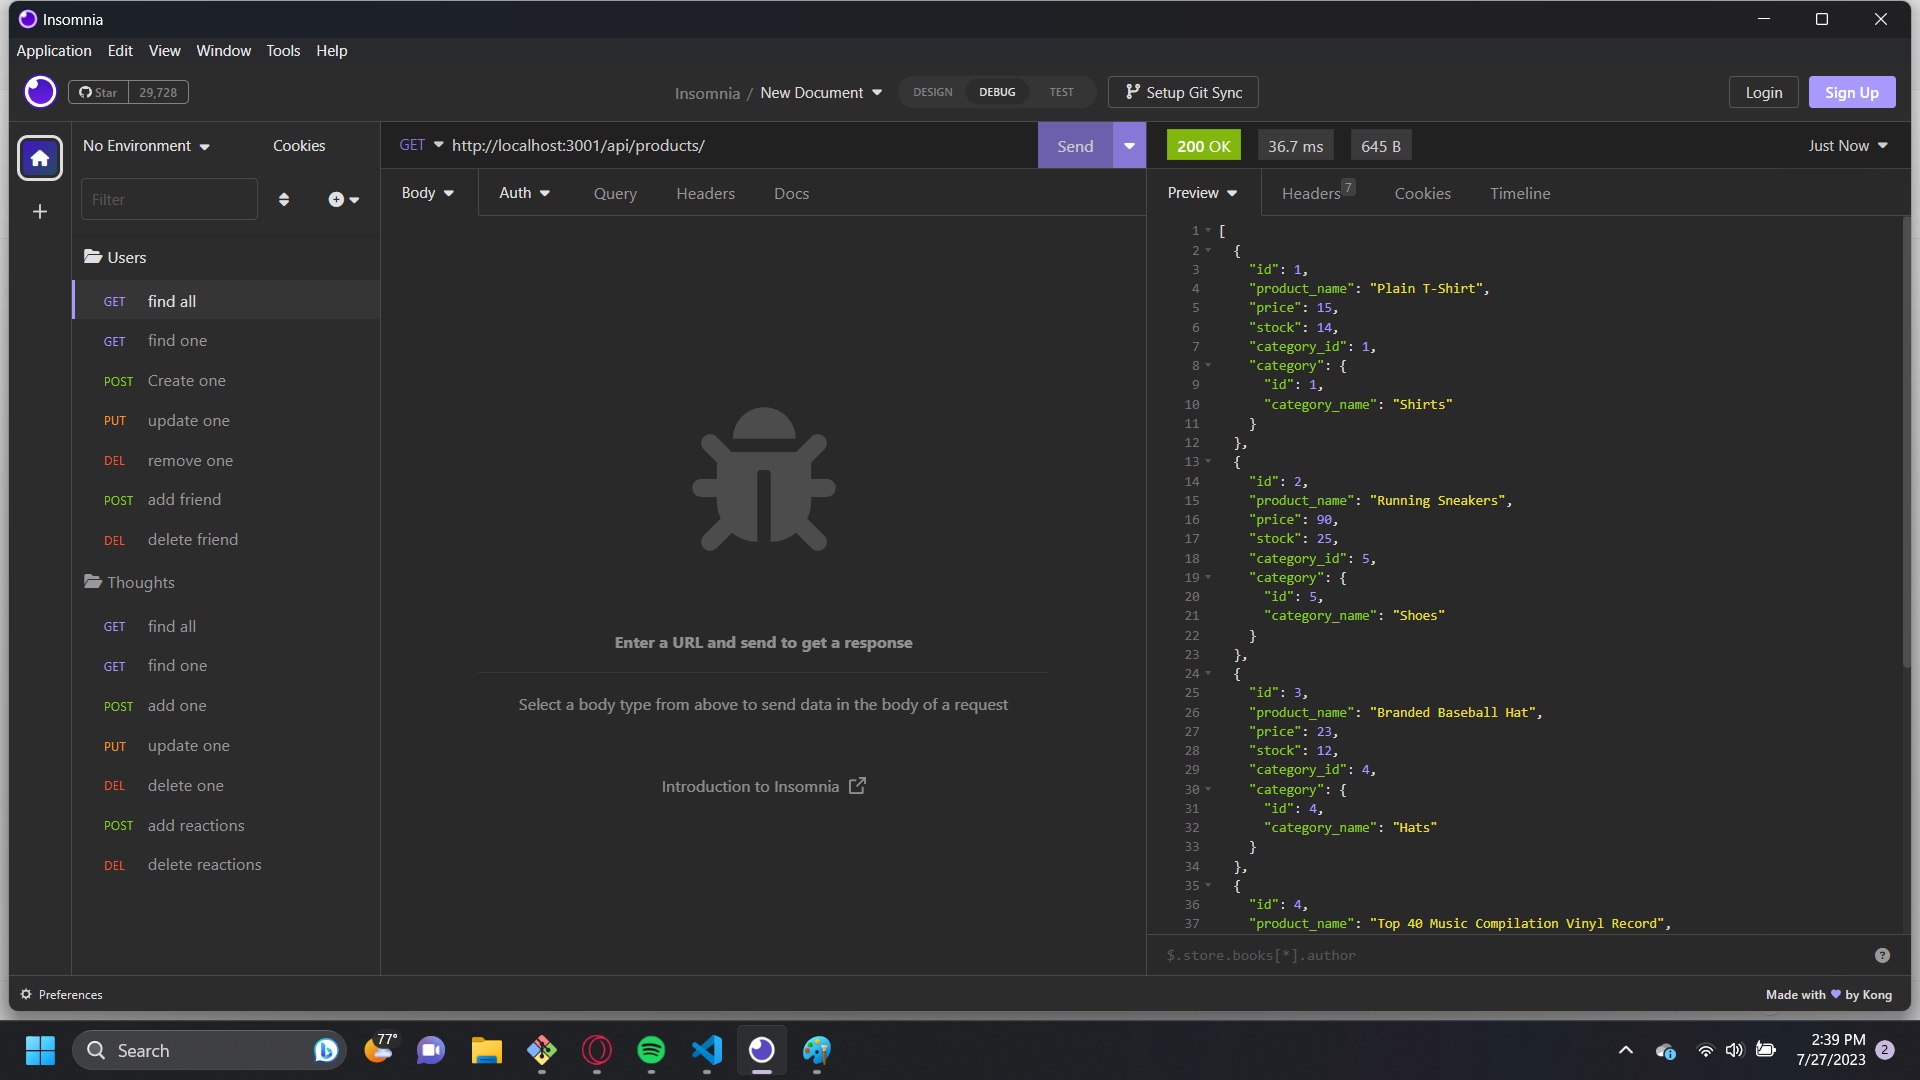 Insomnia
Application Edit View Window Tools Help
Star 29,728
Insomnia / New Document
DESIGN DEBUG TEST
Setup Git Sync
Login Sign Up
No Environment Cookies
Filter
Users
GET find all
GET find one
POST Create one
PUT update one
DEL remove one
POST add friend
DEL delete friend
Thoughts
GET find all
GET find one
POST add one
PUT update one
DEL delete one
POST add reactions
DEL delete reactions
GET http://localhost:3001/api/products/ Send
Body Auth Query Headers Docs
Enter a URL and send to get a response
Select a body type from above to send data in the body of a request
Introduction to Insomnia
200 OK 36.7 ms 645 B Just Now
Preview Headers 7 Cookies Timeline
1 [
2 {
3 "id": 1,
4 "product_name": "Plain T-Shirt",
5 "price": 15,
6 "stock": 14,
7 "category_id": 1,
8 "category": {
9 "id": 1,
10 "category_name": "Shirts"
11 }
12 },
13 {
14 "id": 2,
15 "product_name": "Running Sneakers",
16 "price": 90,
17 "stock": 25,
18 "category_id": 5,
19 "category": {
20 "id": 5,
21 "category_name": "Shoes"
22 }
23 },
24 {
25 "id": 3,
26 "product_name": "Branded Baseball Hat",
27 "price": 23,
28 "stock": 12,
29 "category_id": 4,
30 "category": {
31 "id": 4,
32 "category_name": "Hats"
33 }
34 },
35 {
36 "id": 4,
37 "product_name": "Top 40 Music Compilation Vinyl Record",
$.store.books[*].author
Preferences
Made with by Kong
Search
77°
2:39 PM
7/27/2023
2